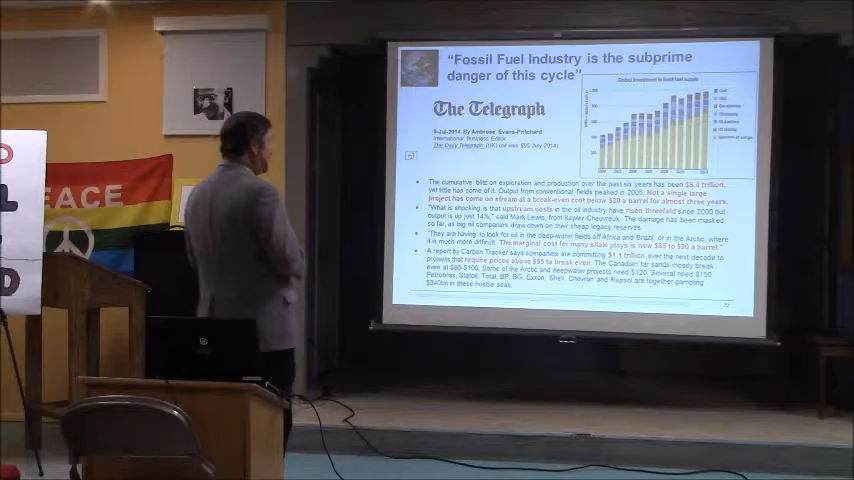 "Fossil Fuel Industry is the subprime
danger of this cycle"
The Telegraph
9-Jul-2014 By Ambrose Evans-Pritchard
International Business Editor,
The Daily Telegraph (UK)
Global investment in fossil fuel supply
• The cumulative blitz on exploration and production over the past six years has been $5.4 trillion,
yet little has come of it. Output from conventional fields peaked in 2005. Not a single large
project has come on stream at a break-even cost below $80 a barrel for almost three years.
• "What is shocking is that upstream costs in the oil industry have risen threefold since 2000 but
output is up just 14%," said Mark Lewis, from Kepler-Cheuvreux. The damage has been masked
so far, as big oil companies draw down on their cheap legacy reserves.
• "They are having to look for oil in the deep-water fields off Africa and Brazil, or in the Arctic, where
it is much more difficult. The marginal cost for many shale plays is now $85 to $90 a barrel."
• A report by Carbon Tracker says companies are committing $1.1 trillion over the next decade to
projects that require prices above $95 to break even. The Canadian tar sands mostly break
even at $80-$100. Some of the Arctic and deepwater projects need $120. Several need $150.
Petrobras, Statoil, Total, BP, BG, Exxon, Shell, Chevron and Repsol are together gambling
$340bn in these hostile seas.
PEACE
L
D
hp